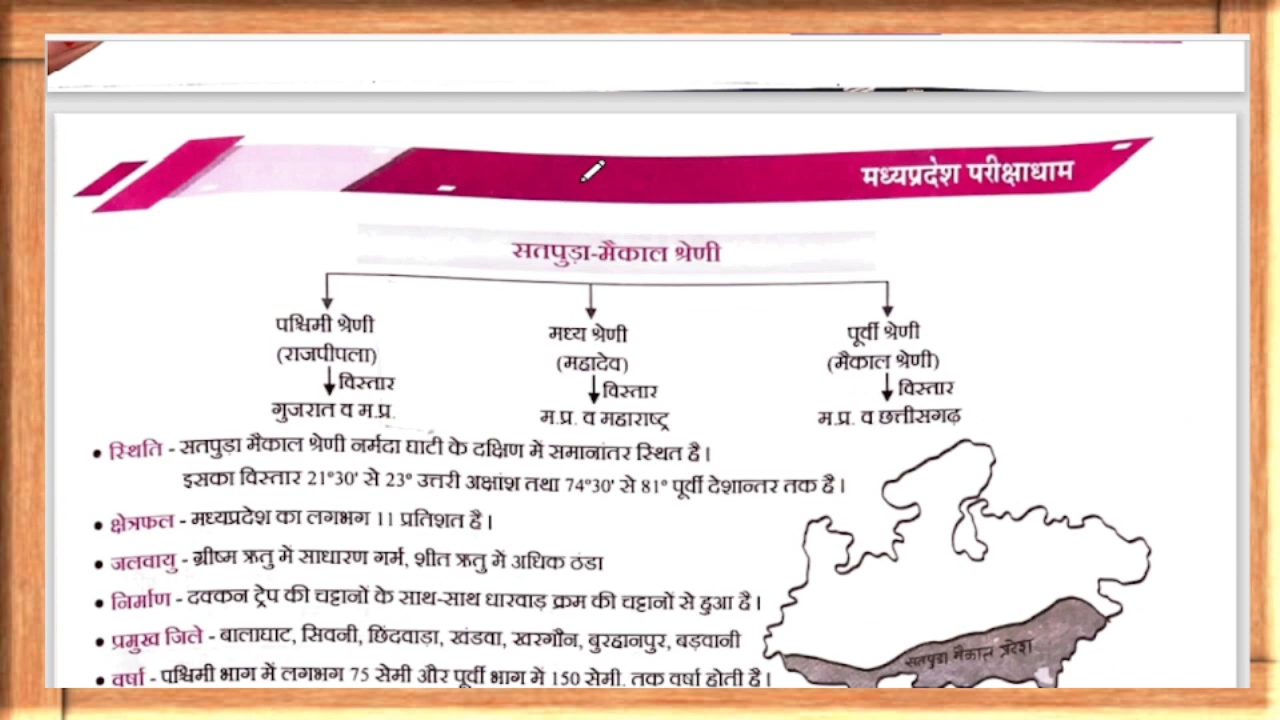 मध्यप्रदेश परीक्षाधाम
सतपुड़ा-मैकाल श्रेणी
पश्चिमी श्रेणी
(राजपीपला)
विस्तार
गुजरात व म.प्र.
मध्य श्रेणी
(महादेव)
विस्तार
म.प्र. व महाराष्ट्र
पूर्वी श्रेणी
(मैकाल श्रेणी)
विस्तार
म.प्र. व छत्तीसगढ़
• स्थिति - सतपुड़ा मैकाल श्रेणी नर्मदा घाटी के दक्षिण में समानांतर स्थित है।
इसका विस्तार 21°30' से 23° उत्तरी अक्षांश तथा 74°30' से 81° पूर्वी देशान्तर तक है।
• क्षेत्रफल - मध्यप्रदेश का लगभग 11 प्रतिशत है।
• जलवायु - ग्रीष्म ऋतु में साधारण गर्म, शीत ऋतु में अधिक ठंडा
• निर्माण - दक्कन ट्रेप की चट्टानों के साथ-साथ धारवाड़ क्रम की चट्टानों से हुआ है।
• प्रमुख जिले - बालाघाट, सिवनी, छिंदवाड़ा, खंडवा, खरगौन, बुरहानपुर, बड़वानी
• वर्षा - पश्चिमी भाग में लगभग 75 सेमी और पूर्वी भाग में 150 सेमी. तक वर्षा होती है।
सतपुड़ा मैकाल प्रदेश